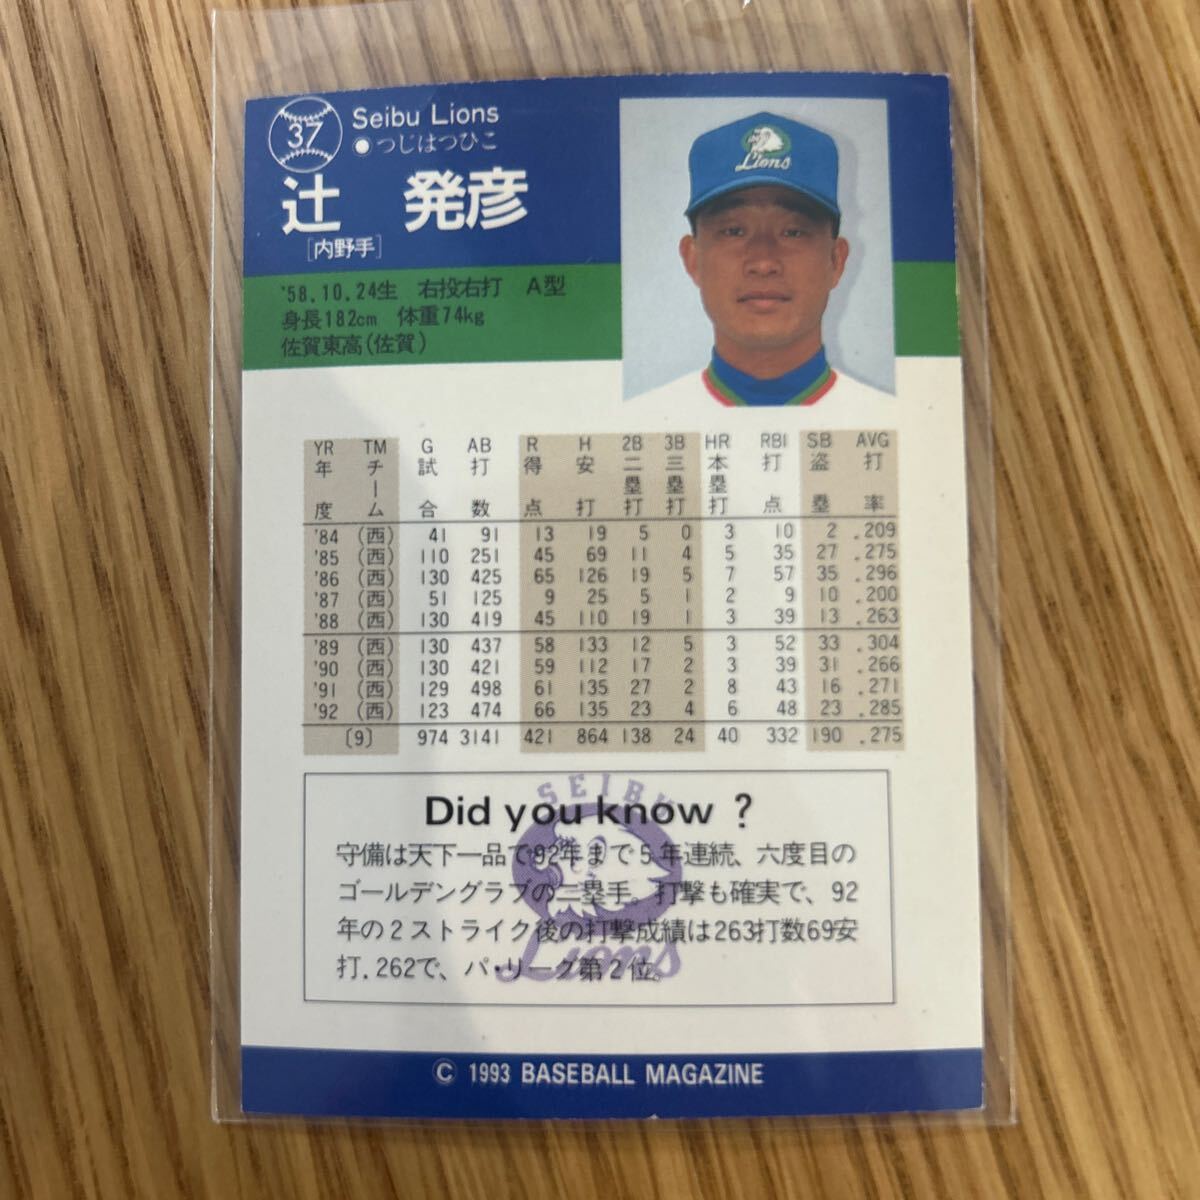 37
Seibu Lions
●つじはつひこ
辻 発彦
[内野手]
Lions
'58.10.24生 右投右打 A型
身長182cm 体重74kg
佐賀東高(佐賀)
YR TM G AB R H 2B 3B HR RBI SB AVG
年度 チーム 試合 打数 得点 安打 二塁打 三塁打 本塁打 打点 盗塁 打率
'84 (西) 41 91 13 19 5 0 3 10 2 .209
'85 (西) 110 251 45 69 11 4 5 35 27 .275
'86 (西) 130 425 65 126 19 5 7 57 35 .296
'87 (西) 51 125 9 25 5 1 2 9 10 .200
'88 (西) 130 419 45 110 19 1 3 39 13 .263
'89 (西) 130 437 58 133 12 5 3 52 33 .304
'90 (西) 130 421 59 112 17 2 3 39 31 .266
'91 (西) 129 498 61 135 27 2 8 43 16 .271
'92 (西) 123 474 66 135 23 4 6 48 23 .285
〔9〕 974 3141 421 864 138 24 40 332 190 .275
SEIBU
Did you know ?
守備は天下一品で92年まで5年連続、六度目の
ゴールデングラブの二塁手。打撃も確実で、92
年の2ストライク後の打撃成績は263打数69安
打.262で、パ・リーグ第2位。
Lions
© 1993 BASEBALL MAGAZINE